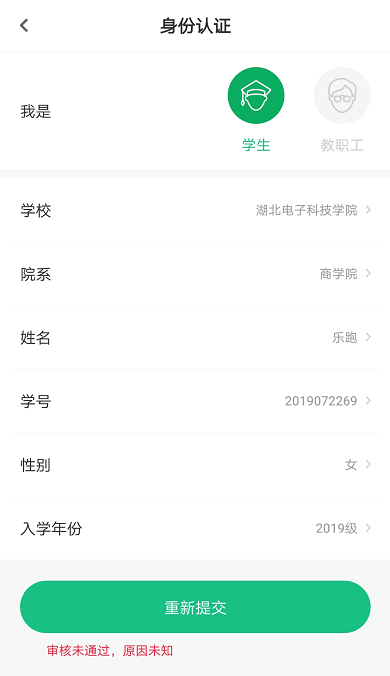 身份认证
我是
学生
教职工
学校
湖北电子科技学院
院系
商学院
姓名
乐跑
学号
2019072269
性别
女
入学年份
2019级
重新提交
审核未通过，原因未知